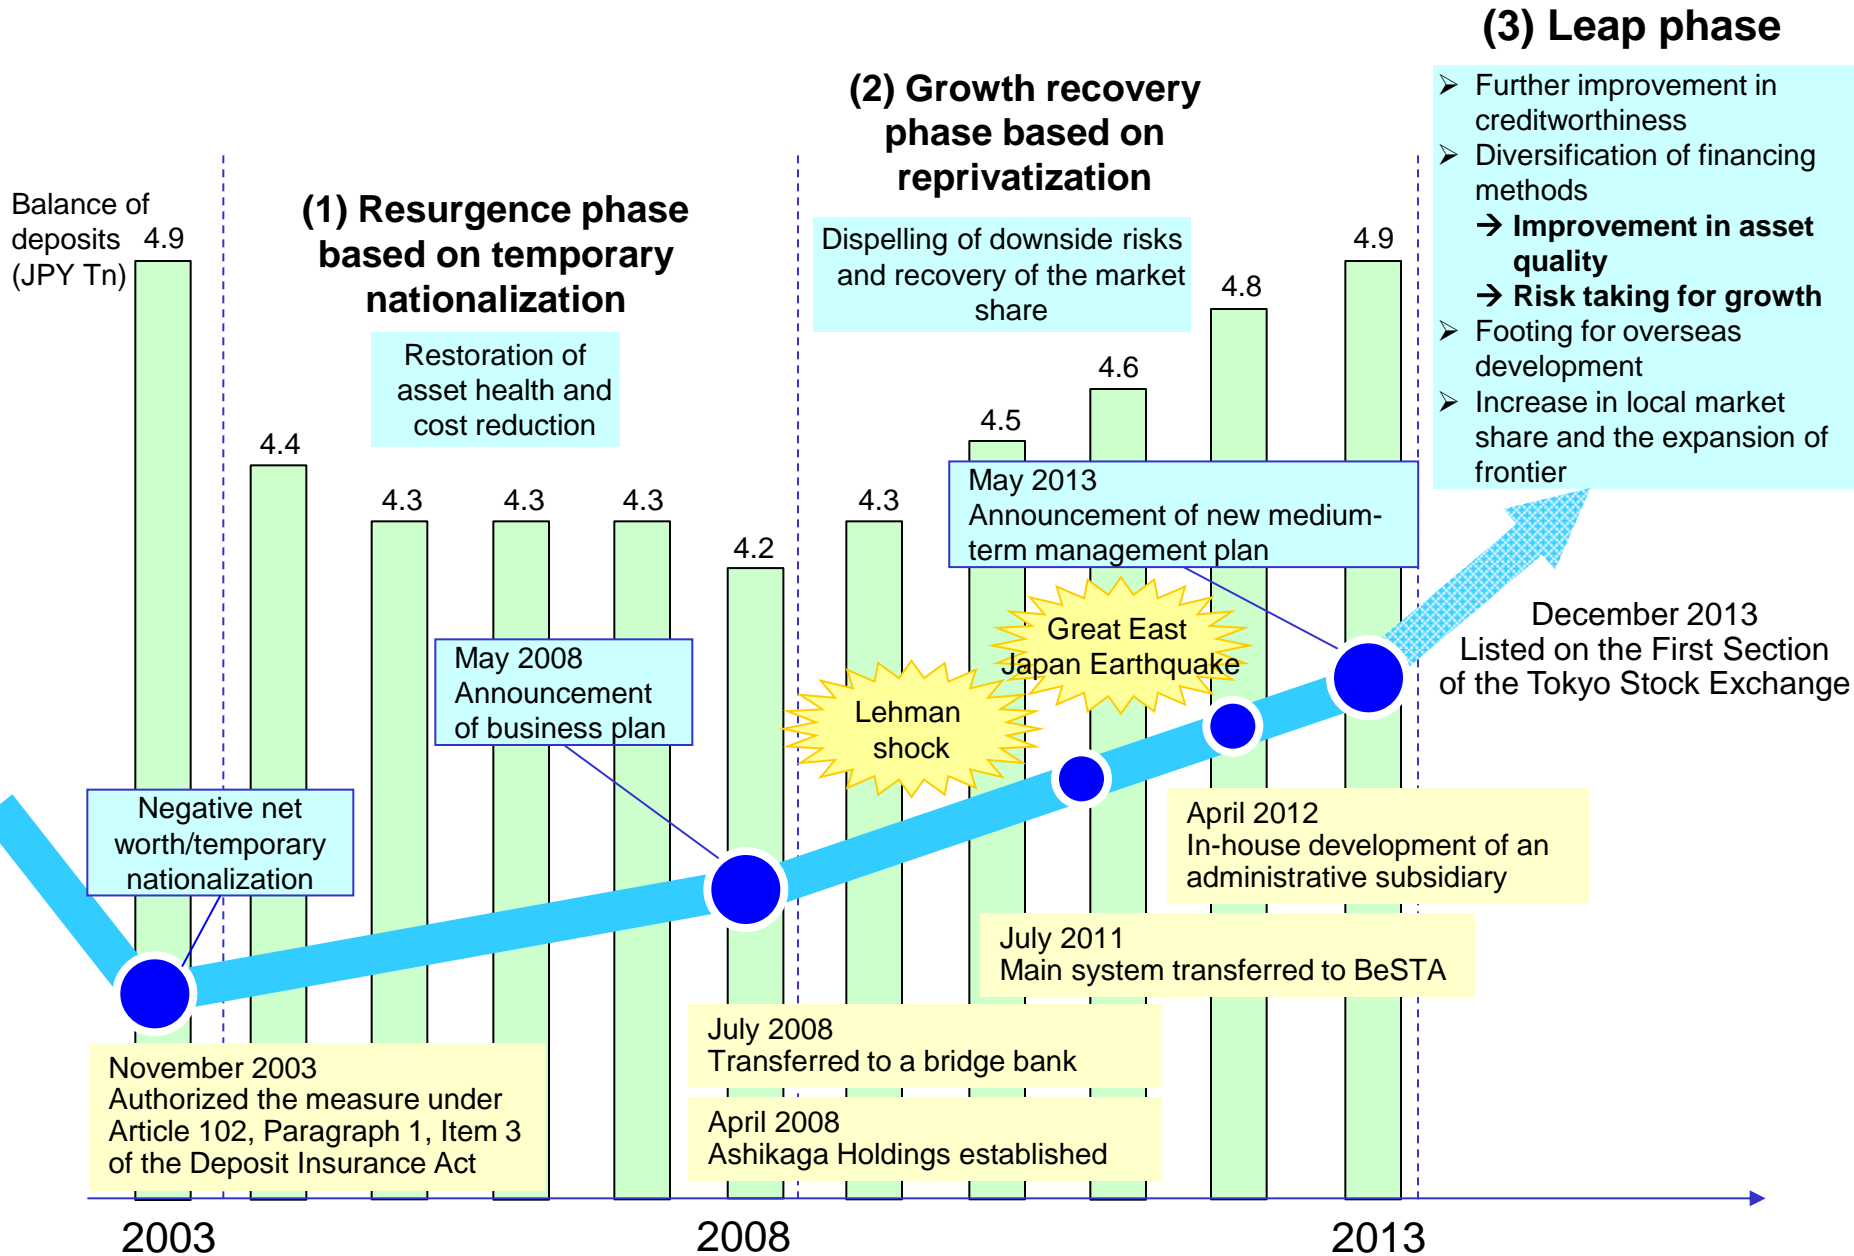 (3) Leap phase
➢ Further improvement in
creditworthiness
➢ Diversification of financing
methods
→ Improvement in asset
quality
→ Risk taking for growth
➢ Footing for overseas
development
➢ Increase in local market
share and the expansion of
frontier
(2) Growth recovery
phase based on
reprivatization
Dispelling of downside risks
and recovery of the market
share
(1) Resurgence phase
based on temporary
nationalization
Restoration of
asset health and
cost reduction
Balance of
deposits
(JPY Tn)
4.9
4.4
4.3
4.3
4.3
4.2
4.3
4.5
4.6
4.8
4.9
May 2013
Announcement of new medium-
term management plan
Great East
Japan Earthquake
December 2013
Listed on the First Section
of the Tokyo Stock Exchange
May 2008
Announcement
of business plan
Lehman
shock
Negative net
worth/temporary
nationalization
April 2012
In-house development of an
administrative subsidiary
July 2011
Main system transferred to BeSTA
July 2008
Transferred to a bridge bank
November 2003
Authorized the measure under
Article 102, Paragraph 1, Item 3
of the Deposit Insurance Act
April 2008
Ashikaga Holdings established
2003
2008
2013